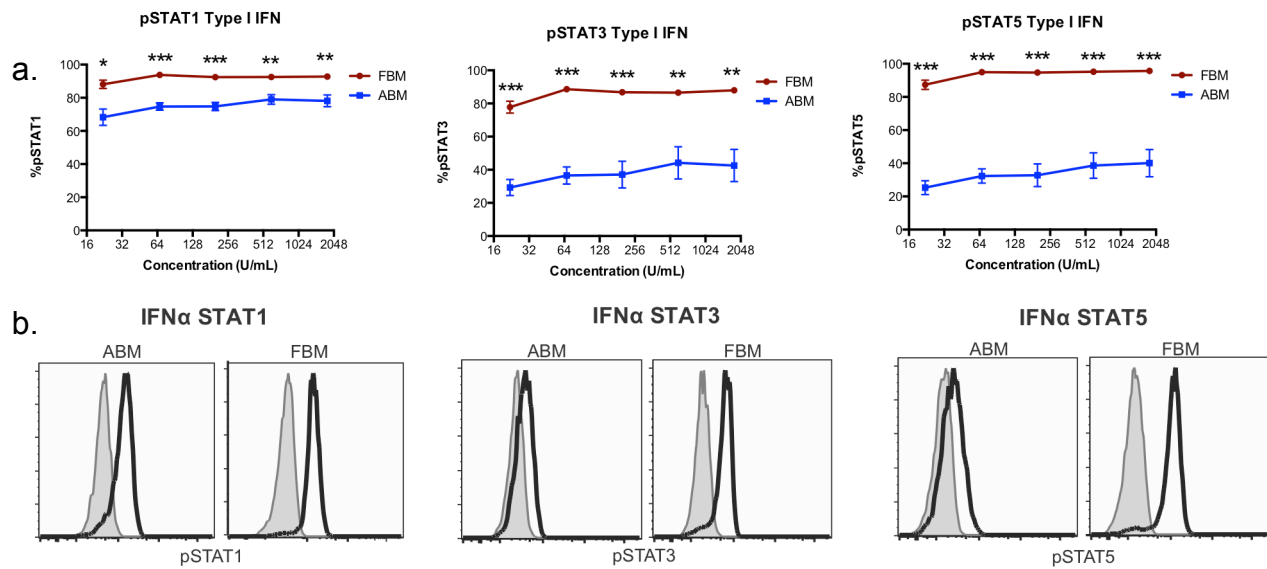 a.
pSTAT1 Type I IFN
* *** *** ** **
100
80
60
40
20
0
%pSTAT1
16 32 64 128 256 512 1024 2048
Concentration (U/mL)
FBM
ABM
pSTAT3 Type I IFN
*** *** *** ** **
100
80
60
40
20
0
%pSTAT3
16 32 64 128 256 512 1024 2048
Concentration (U/mL)
FBM
ABM
pSTAT5 Type I IFN
*** *** *** *** ***
100
80
60
40
20
0
%pSTAT5
16 32 64 128 256 512 1024 2048
Concentration (U/mL)
FBM
ABM
b.
IFNα STAT1
ABM FBM
pSTAT1
IFNα STAT3
ABM FBM
pSTAT3
IFNα STAT5
ABM FBM
pSTAT5